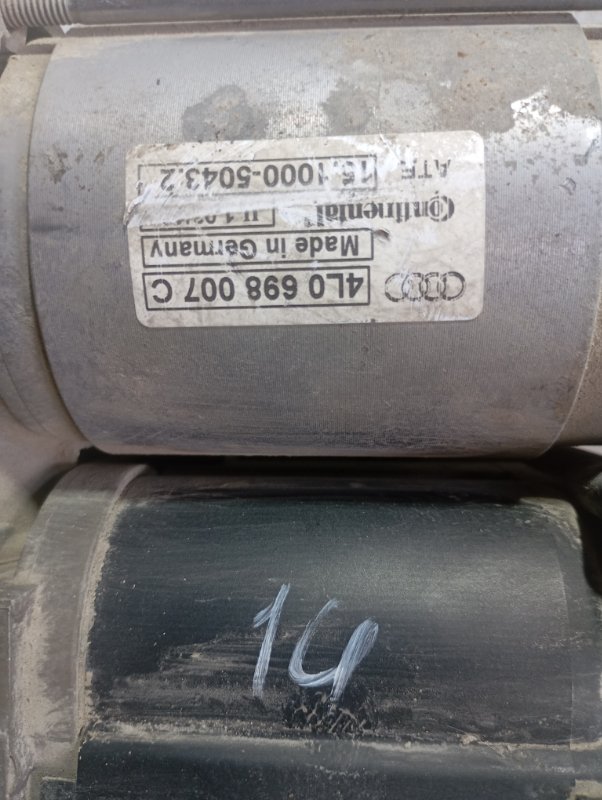 4L0 698 007 C
Made in Germany
Continental
ATE 15.1000-5043.2
14